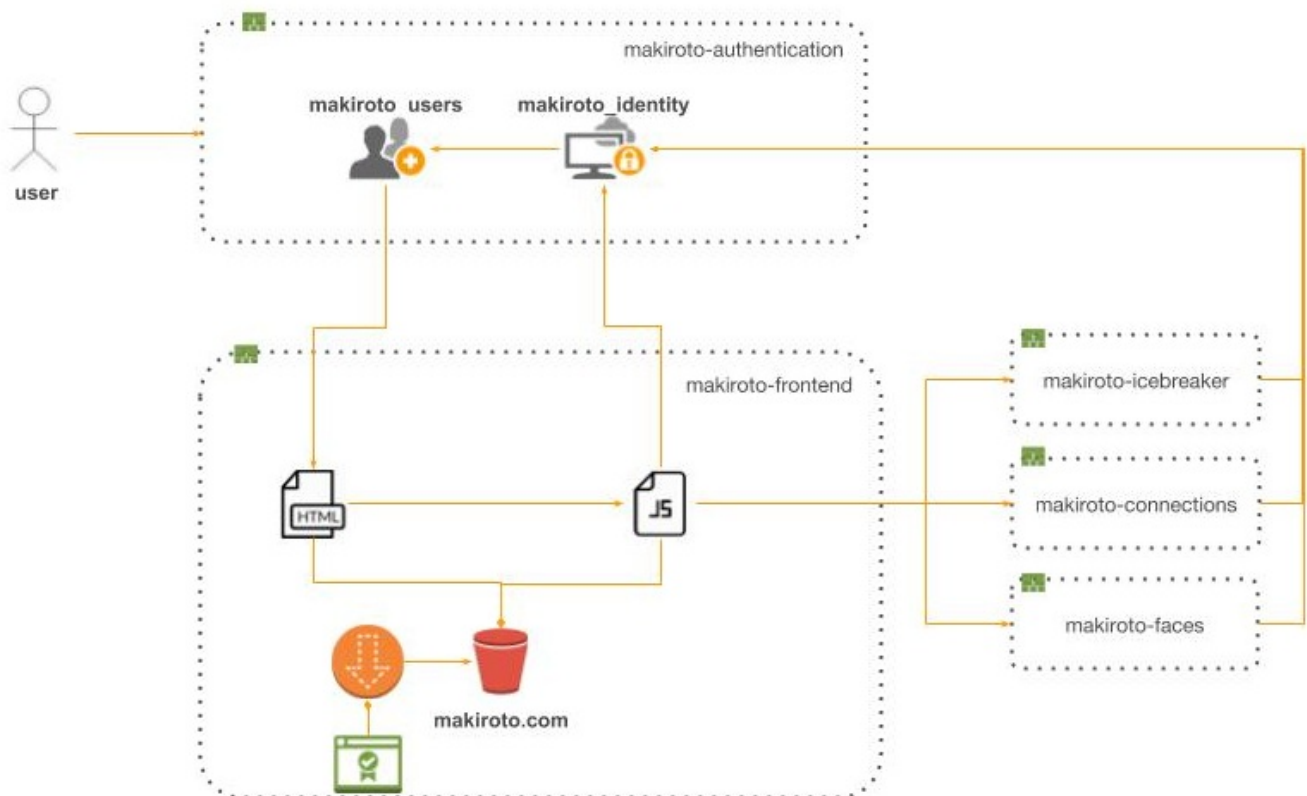 makiroto-authentication
makiroto_users
makiroto_identity
user
makiroto-frontend
makiroto-icebreaker
HTML
JS
makiroto-connections
makiroto-faces
makiroto.com